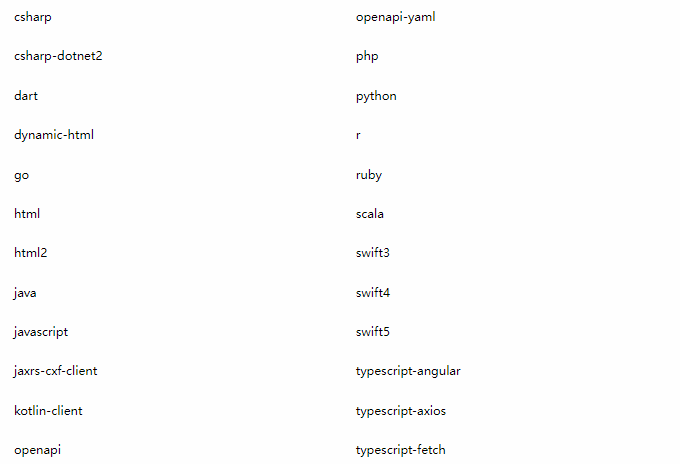 csharp
csharp-dotnet2
dart
dynamic-html
go
html
html2
java
javascript
jaxrs-cxf-client
kotlin-client
openapi
openapi-yaml
php
python
r
ruby
scala
swift3
swift4
swift5
typescript-angular
typescript-axios
typescript-fetch